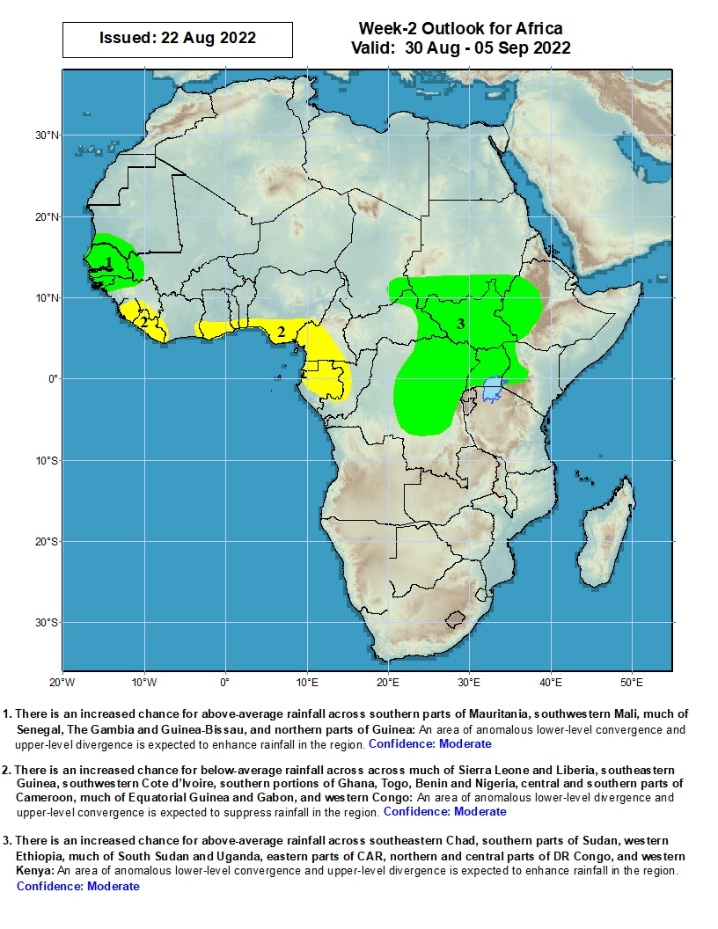 Issued: 22 Aug 2022
Week-2 Outlook for Africa
Valid:  30 Aug - 05 Sep 2022
30°N
20°N
10°N
0°
10°S
20°S
30°S
1
2
2
3
20°W 10°W 0° 10°E 20°E 30°E 40°E 50°E
1. There is an increased chance for above-average rainfall across southern parts of Mauritania, southwestern Mali, much of
Senegal, The Gambia and Guinea-Bissau, and northern parts of Guinea: An area of anomalous lower-level convergence and
upper-level divergence is expected to enhance rainfall in the region. Confidence: Moderate
2. There is an increased chance for below-average rainfall across across much of Sierra Leone and Liberia, southeastern
Guinea, southwestern Cote d'Ivoire, southern portions of Ghana, Togo, Benin and Nigeria, central and southern parts of
Cameroon, much of Equatorial Guinea and Gabon, and western Congo: An area of anomalous lower-level divergence and
upper-level convergence is expected to suppress rainfall in the region. Confidence: Moderate
3. There is an increased chance for above-average rainfall across southeastern Chad, southern parts of Sudan, western
Ethiopia, much of South Sudan and Uganda, eastern parts of CAR, northern and central parts of DR Congo, and western
Kenya: An area of anomalous lower-level convergence and upper-level divergence is expected to enhance rainfall in the region.
Confidence: Moderate